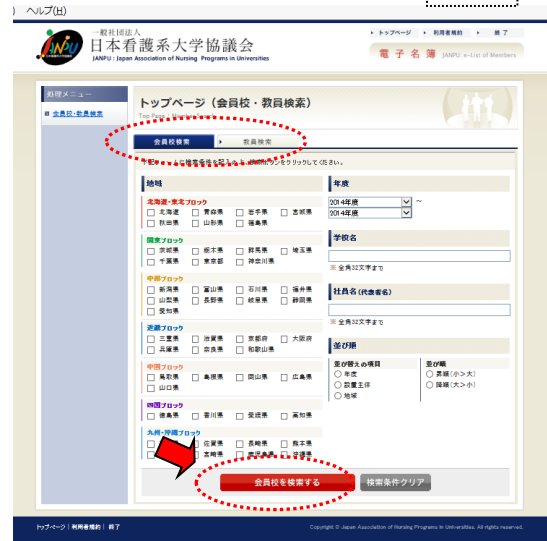 ) ヘルプ(H)
一般社団法人
日本看護系大学協議会
JANPU : Japan Association of Nursing Programs in Universities
JANPU
トップページ 利用者規約 終了
電子名簿 JANPU e-List of Members
処理メニュー
会員校・教員検索
トップページ（会員校・教員検索）
会員校検索 教員検索
地域
北海道・東北ブロック
北海道 青森県 岩手県 宮城県
秋田県 山形県 福島県
関東ブロック
茨城県 栃木県 群馬県 埼玉県
千葉県 東京都 神奈川県
中部ブロック
新潟県 富山県 石川県 福井県
山梨県 長野県 岐阜県 静岡県
愛知県
近畿ブロック
三重県 滋賀県 京都府 大阪府
兵庫県 奈良県 和歌山県
中国ブロック
鳥取県 島根県 岡山県 広島県
山口県
四国ブロック
徳島県 香川県 愛媛県 高知県
九州・沖縄ブロック
佐賀県 長崎県 熊本県
宮崎県 鹿児島県 沖縄県
年度
2014年度 ～
2014年度
学校名
※ 全角32文字まで
社員名(代表者名)
※ 全角32文字まで
並び順
並び替えの項目 並び順
年度 昇順(小＞大)
設置主体 降順(大＞小)
地域
会員校を検索する 検索条件クリア
トップページ | 利用者規約 | 終了
Copyright © Japan Association of Nursing Programs in Universities. All rights reserved.